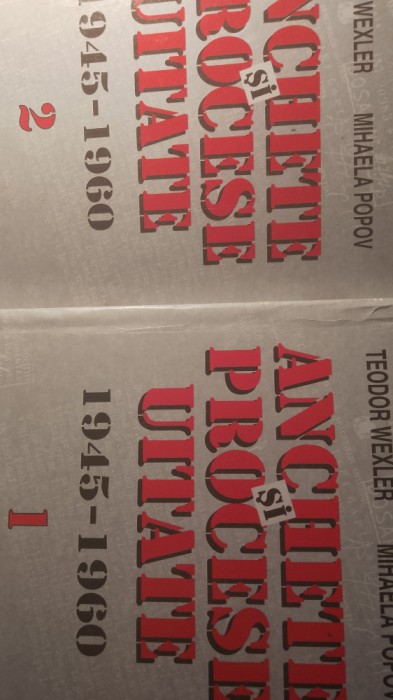 WEXLER MIHAELA POPOV
NCHETE
ȘI
ROCESE
UITATE
1945-1960
2
TEODOR WEXLER MIHAELA POPOV
ANCHETE
ȘI
PROCESE
UITATE
1945-1960
1